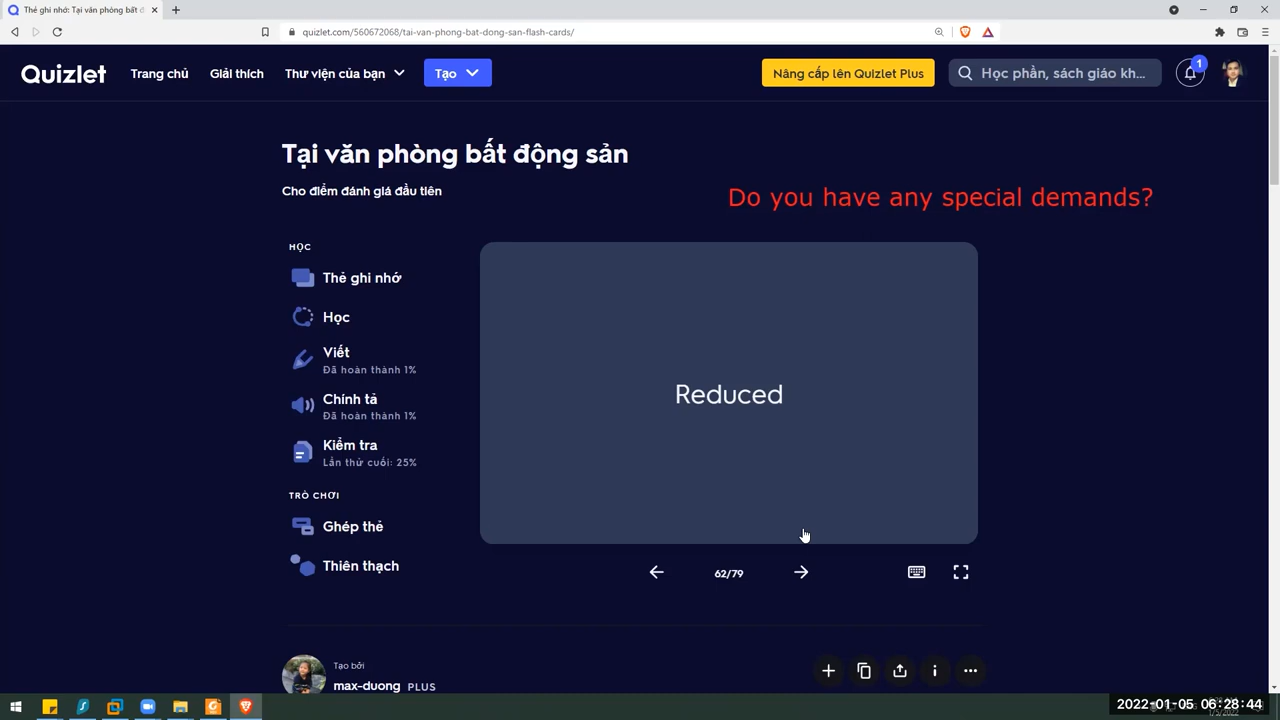 Thẻ ghi nhớ: Tại văn phòng bất đ
quizlet.com/560672068/tai-van-phong-bat-dong-san-flash-cards/
Quizlet
Trang chủ
Giải thích
Thư viện của bạn
Tạo
Nâng cấp lên Quizlet Plus
Học phần, sách giáo kh...
1
Tại văn phòng bất động sản
Cho điểm đánh giá đầu tiên
Do you have any special demands?
HỌC
Thẻ ghi nhớ
Học
Viết
Đã hoàn thành 1%
Chính tả
Đã hoàn thành 1%
Kiểm tra
Lần thử cuối: 25%
TRÒ CHƠI
Ghép thẻ
Thiên thạch
Reduced
62/79
Tạo bởi
max-duong PLUS
2022-01-05 06:28:44